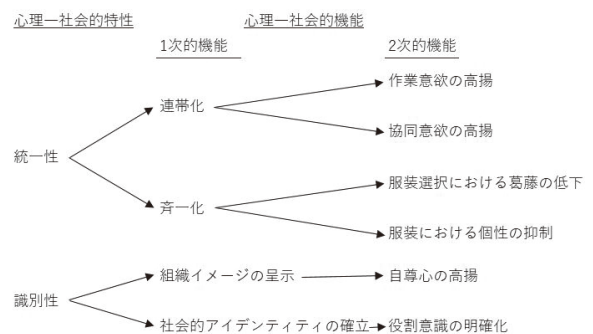 心理ー社会的特性
心理ー社会的機能
1次的機能
2次的機能
作業意欲の高揚
連帯化
協同意欲の高揚
統一性
服装選択における葛藤の低下
斉一化
服装における個性の抑制
組織イメージの呈示
自尊心の高揚
識別性
社会的アイデンティティの確立
役割意識の明確化